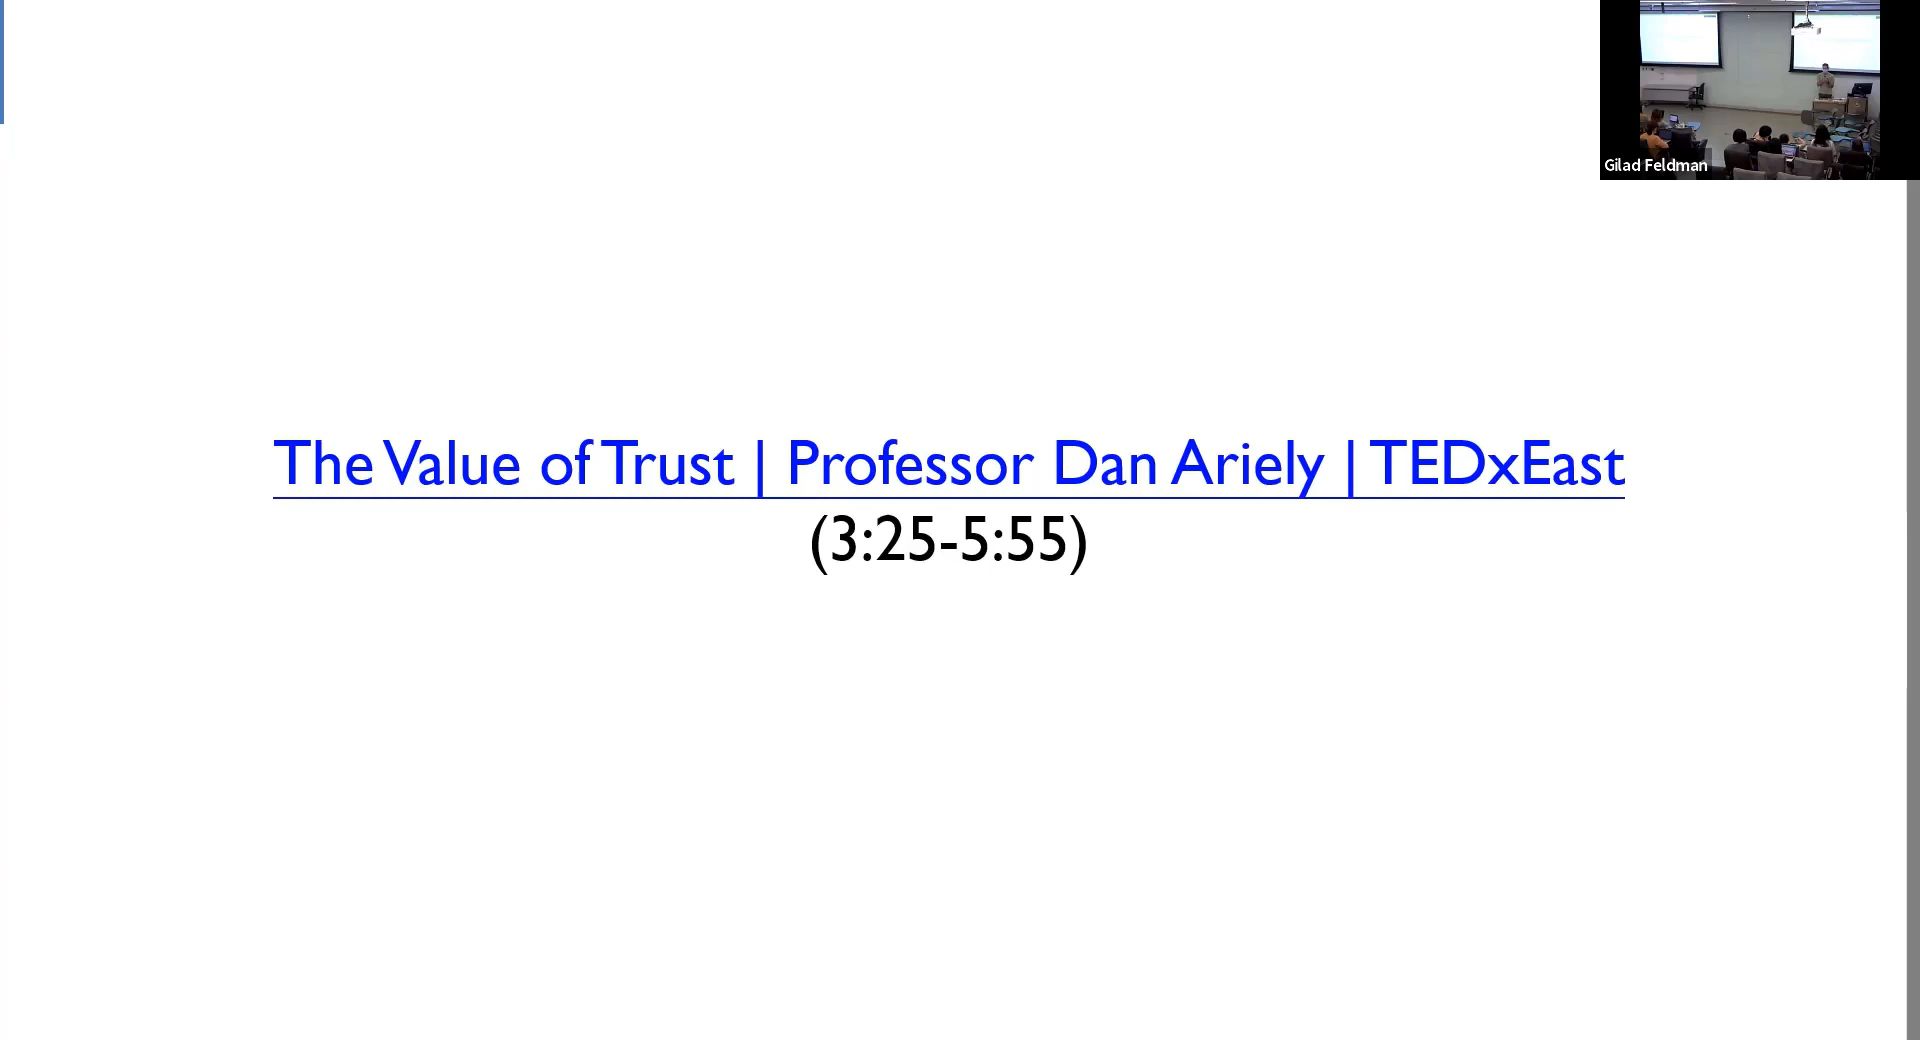 Gilad Feldman
The Value of Trust | Professor Dan Ariely | TEDxEast
(3:25-5:55)